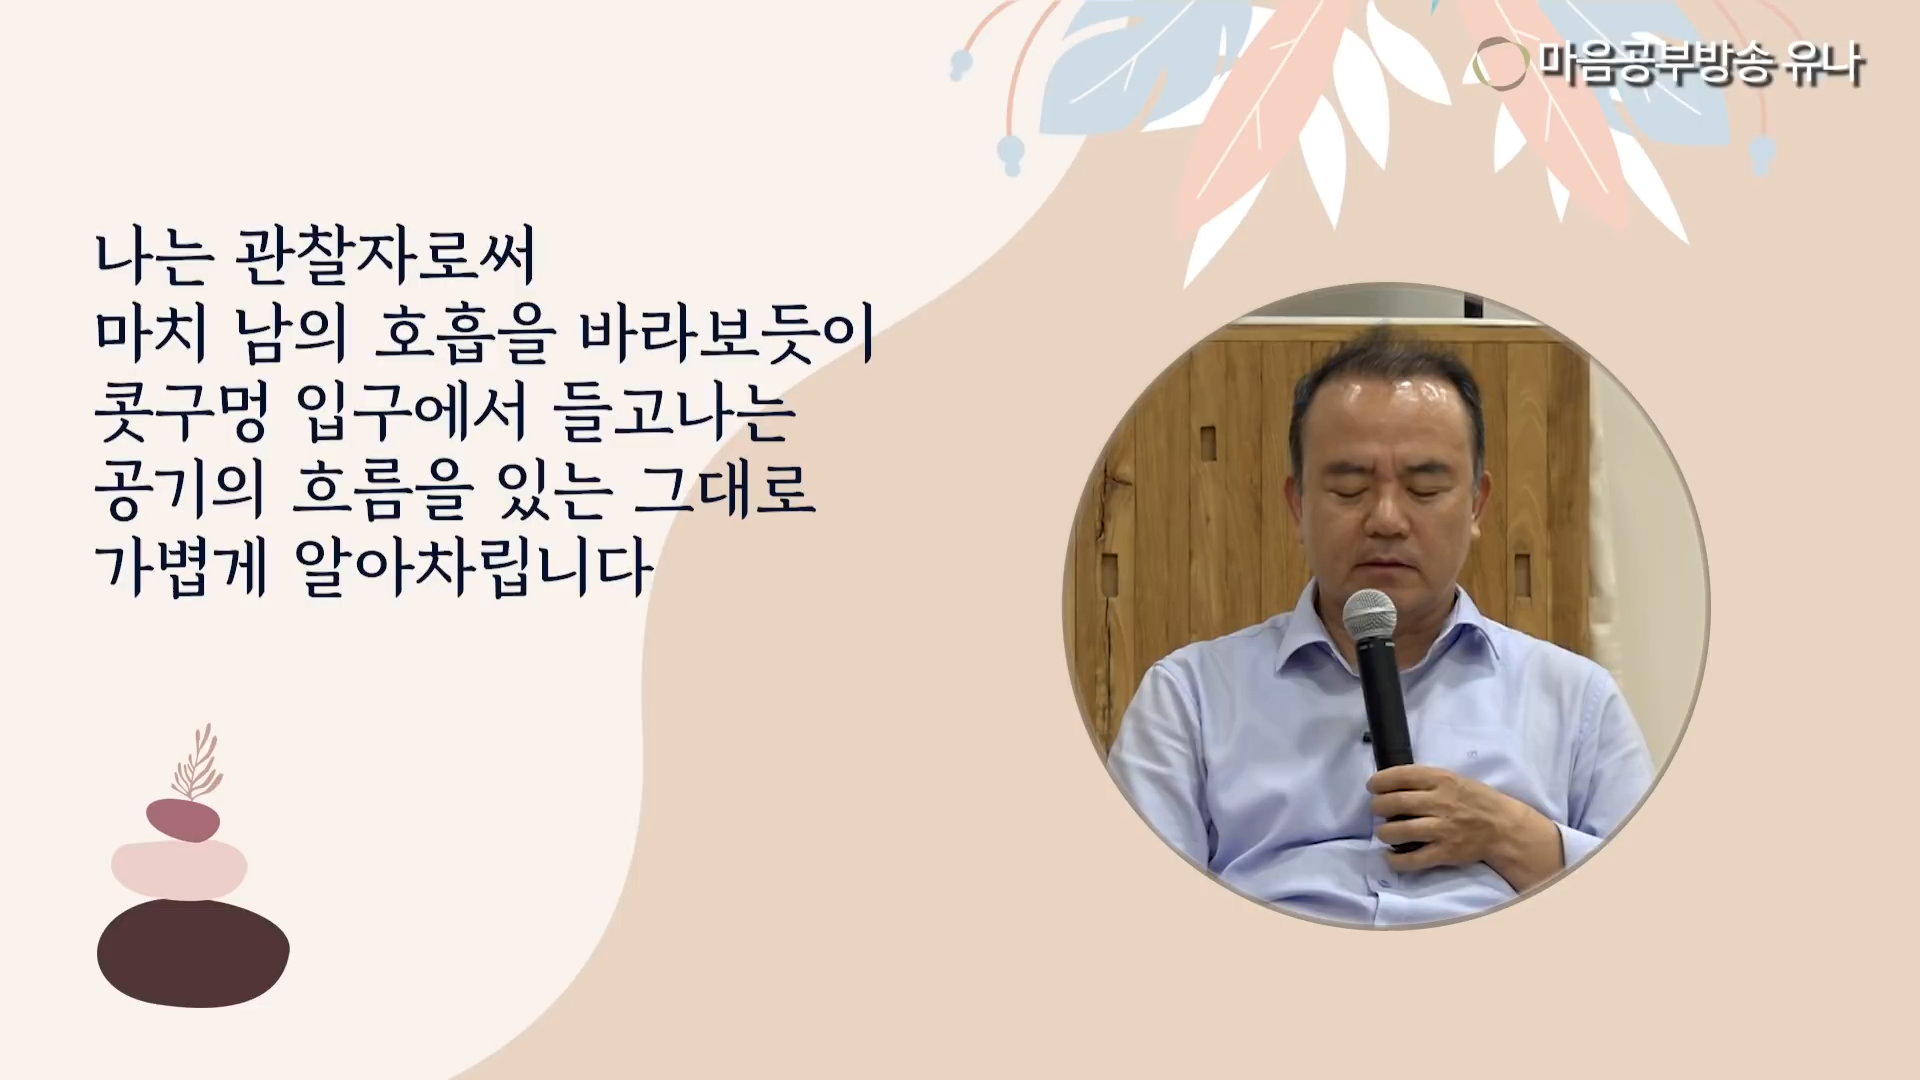 마음공부방송 유나
나는 관찰자로써
마치 남의 호흡을 바라보듯이
콧구멍 입구에서 들고나는
공기의 흐름을 있는 그대로
가볍게 알아차립니다